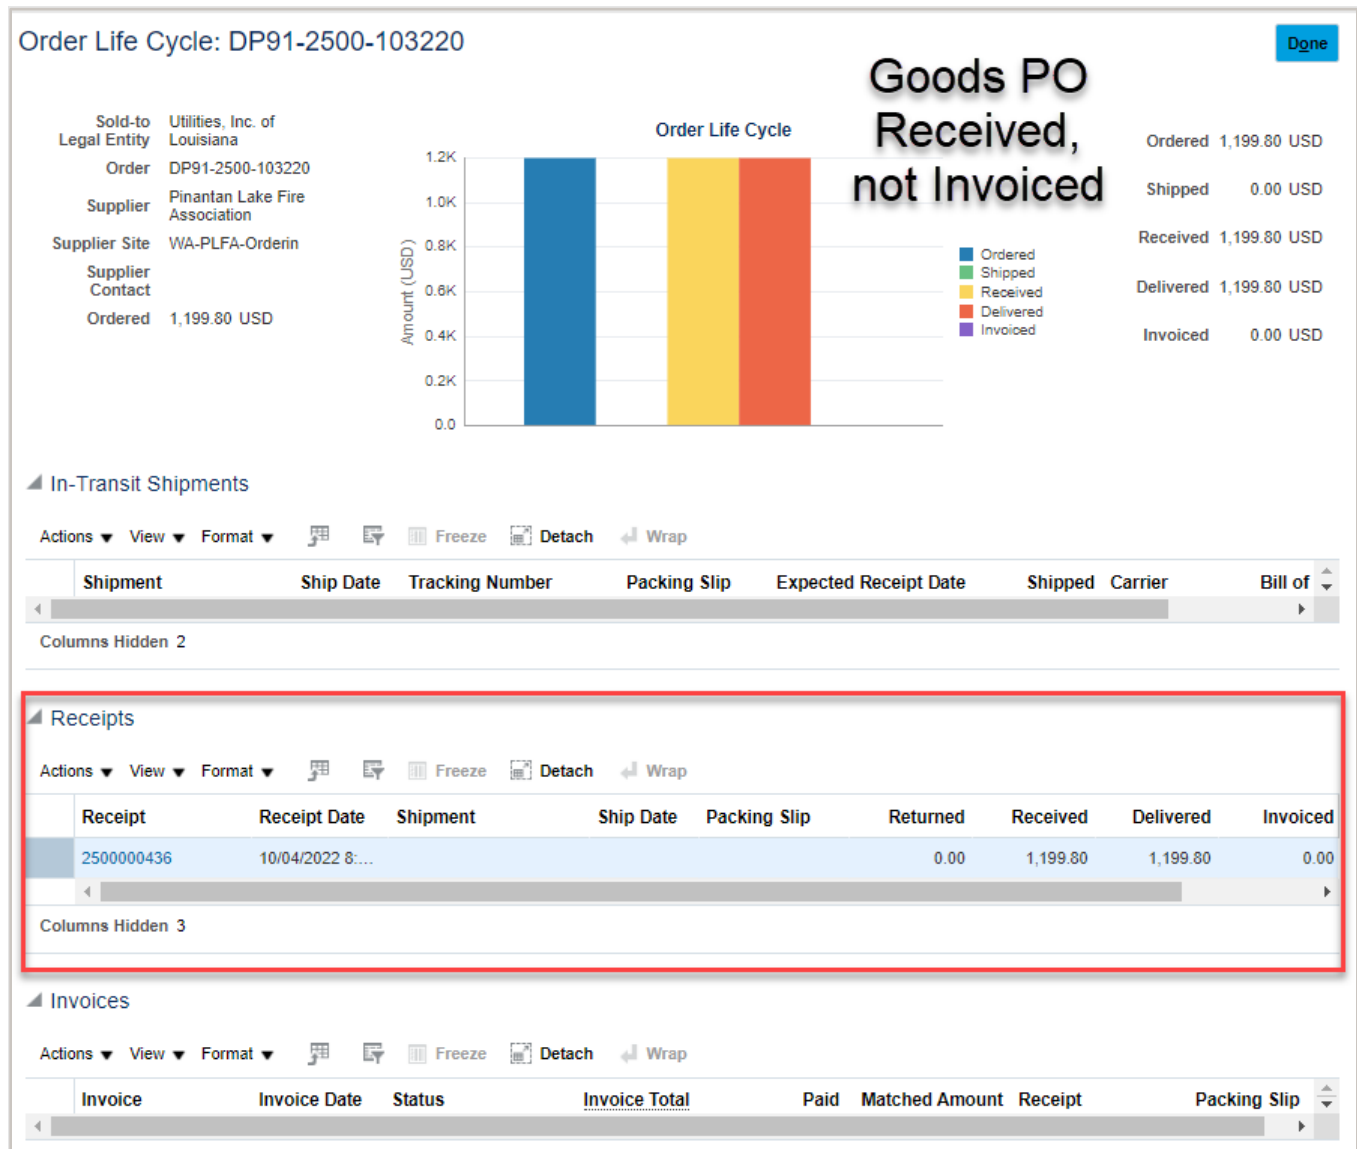 Order Life Cycle: DP91-2500-103220
Done
Goods PO
Received,
not Invoiced
Sold-to Legal Entity Utilities, Inc. of Louisiana
Order DP91-2500-103220
Supplier Pinantan Lake Fire Association
Supplier Site WA-PLFA-Orderin
Supplier Contact
Ordered 1,199.80 USD
Order Life Cycle
Amount (USD)
1.2K
1.0K
0.8K
0.6K
0.4K
0.2K
0.0
Ordered
Shipped
Received
Delivered
Invoiced
Ordered 1,199.80 USD
Shipped 0.00 USD
Received 1,199.80 USD
Delivered 1,199.80 USD
Invoiced 0.00 USD
In-Transit Shipments
Actions View Format Freeze Detach Wrap
Shipment Ship Date Tracking Number Packing Slip Expected Receipt Date Shipped Carrier Bill of
Columns Hidden 2
Receipts
Actions View Format Freeze Detach Wrap
Receipt Receipt Date Shipment Ship Date Packing Slip Returned Received Delivered Invoiced
2500000436 10/04/2022 8:... 0.00 1,199.80 1,199.80 0.00
Columns Hidden 3
Invoices
Actions View Format Freeze Detach Wrap
Invoice Invoice Date Status Invoice Total Paid Matched Amount Receipt Packing Slip